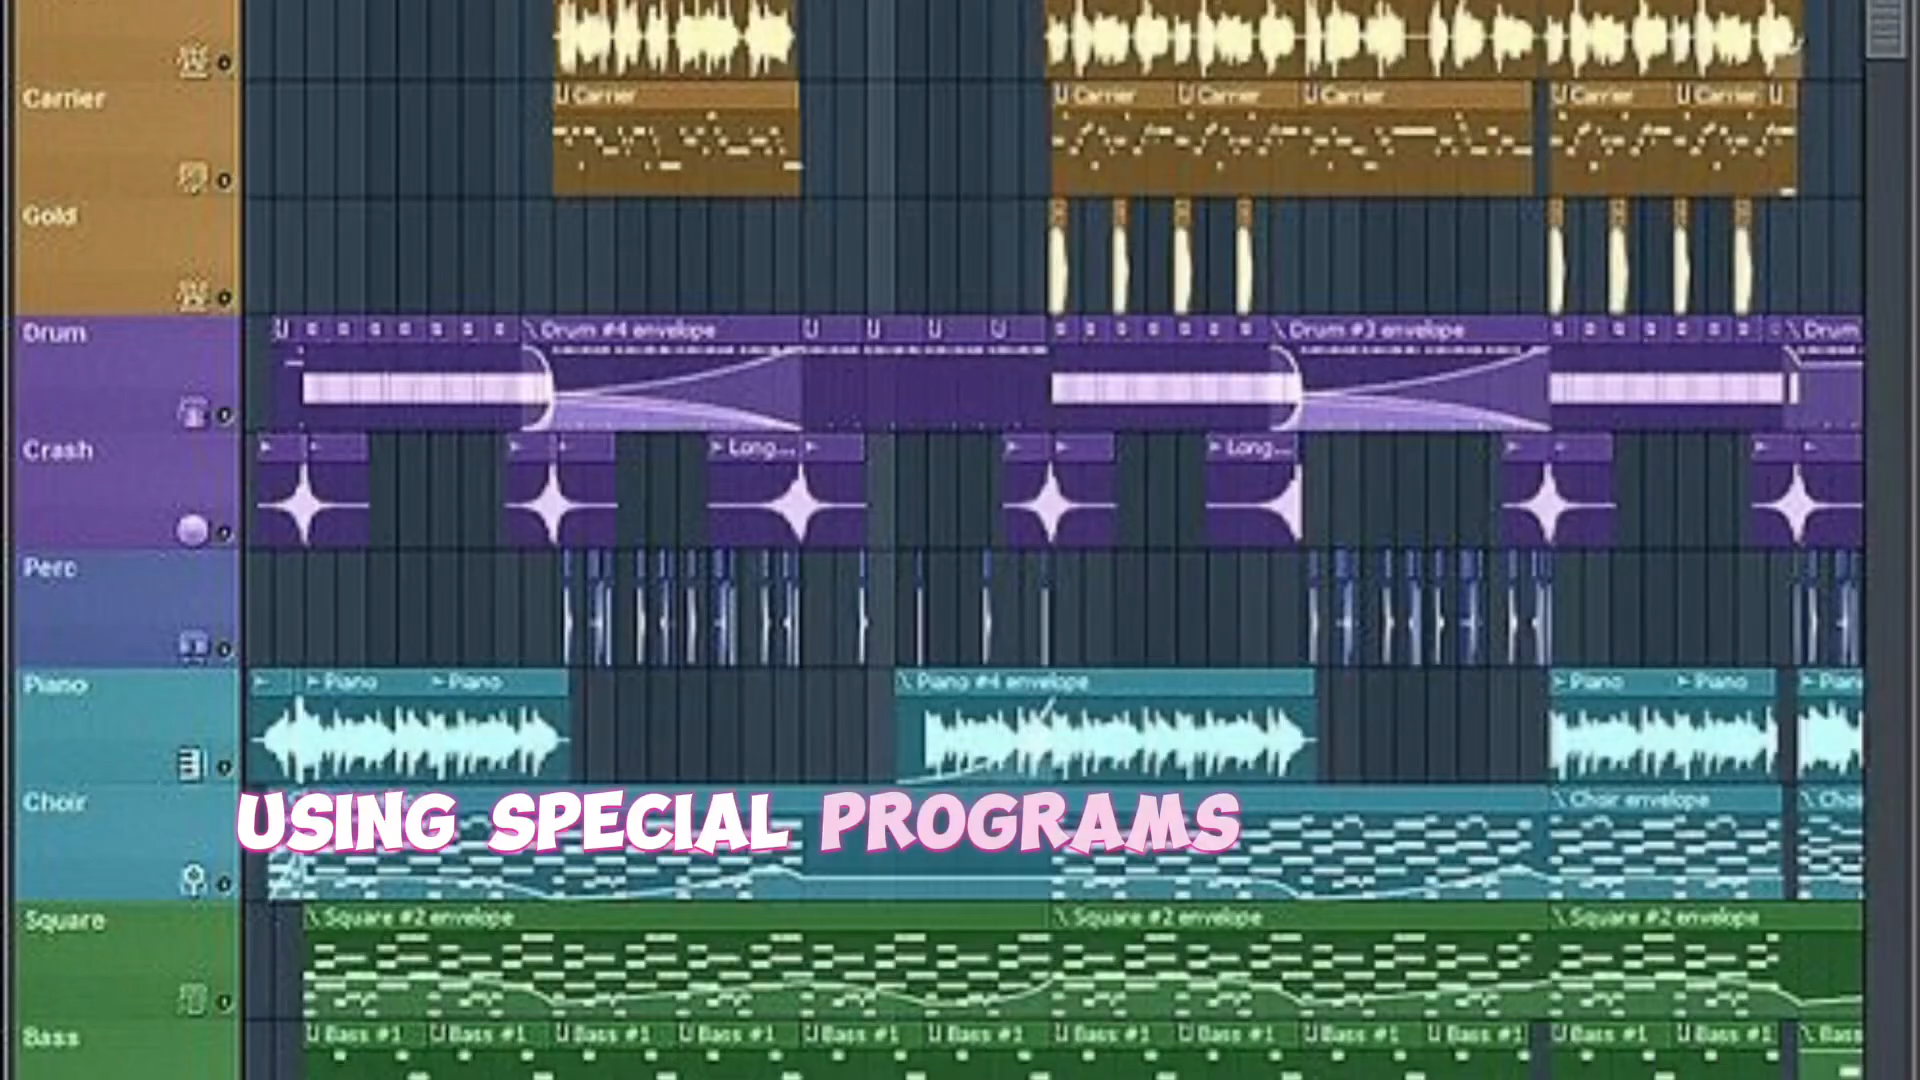 Carrier
Carrier
Carrier
Carrier
Carrier
Carrier
Carrier
Gold
Drum
Drum #4 envelope
Drum #3 envelope
Drum
Crash
Long...
Long...
Perc
Piano
Piano
Piano
Piano #4 envelope
Piano
Piano
Choir
Choir envelope
USING SPECIAL PROGRAMS
Square
Square #2 envelope
Square #2 envelope
Square #2 envelope
Bass
Bass #1
Bass #1
Bass #1
Bass #1
Bass #1
Bass #1
Bass #1
Bass #1
Bass #1
Bass #1
Bass #1
Bass #1
Bass